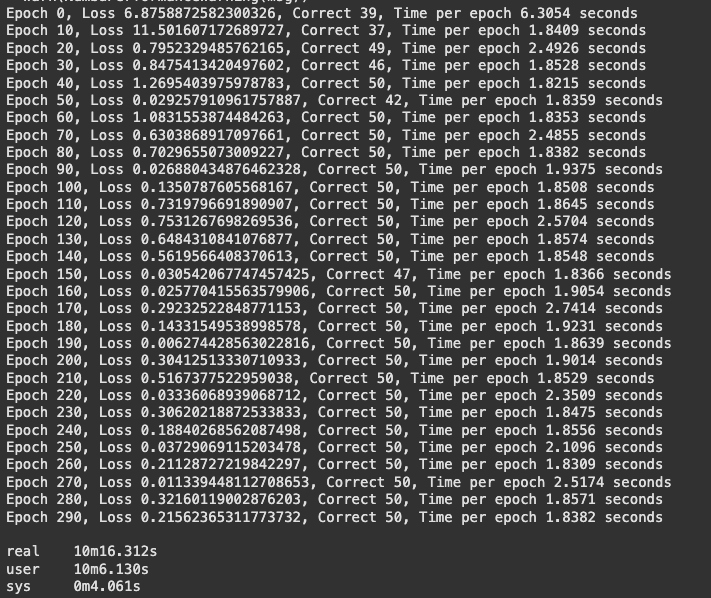 Epoch 0, Loss 6.8758872582300326, Correct 39, Time per epoch 6.3054 seconds
Epoch 10, Loss 11.501607172689727, Correct 37, Time per epoch 1.8409 seconds
Epoch 20, Loss 0.7952329485762165, Correct 49, Time per epoch 2.4926 seconds
Epoch 30, Loss 0.8475413420497602, Correct 46, Time per epoch 1.8528 seconds
Epoch 40, Loss 1.2695403975978783, Correct 50, Time per epoch 1.8215 seconds
Epoch 50, Loss 0.029257910961757887, Correct 42, Time per epoch 1.8359 seconds
Epoch 60, Loss 1.0831553874484263, Correct 50, Time per epoch 1.8353 seconds
Epoch 70, Loss 0.6303868917097661, Correct 50, Time per epoch 2.4855 seconds
Epoch 80, Loss 0.7029655073009227, Correct 50, Time per epoch 1.8382 seconds
Epoch 90, Loss 0.026880434876462328, Correct 50, Time per epoch 1.9375 seconds
Epoch 100, Loss 0.1350787605568167, Correct 50, Time per epoch 1.8508 seconds
Epoch 110, Loss 0.7319796691890907, Correct 50, Time per epoch 1.8645 seconds
Epoch 120, Loss 0.7531267698269536, Correct 50, Time per epoch 2.5704 seconds
Epoch 130, Loss 0.6484310841076877, Correct 50, Time per epoch 1.8574 seconds
Epoch 140, Loss 0.5619566408370613, Correct 50, Time per epoch 1.8548 seconds
Epoch 150, Loss 0.030542067747457425, Correct 47, Time per epoch 1.8366 seconds
Epoch 160, Loss 0.025770415563579906, Correct 50, Time per epoch 1.9054 seconds
Epoch 170, Loss 0.29232522848771153, Correct 50, Time per epoch 2.7414 seconds
Epoch 180, Loss 0.14331549538998578, Correct 50, Time per epoch 1.9231 seconds
Epoch 190, Loss 0.006274428563022816, Correct 50, Time per epoch 1.8639 seconds
Epoch 200, Loss 0.30412513330710933, Correct 50, Time per epoch 1.9014 seconds
Epoch 210, Loss 0.5167377522959038, Correct 50, Time per epoch 1.8529 seconds
Epoch 220, Loss 0.03336068939068712, Correct 50, Time per epoch 2.3509 seconds
Epoch 230, Loss 0.30620218872533833, Correct 50, Time per epoch 1.8475 seconds
Epoch 240, Loss 0.18840268562087498, Correct 50, Time per epoch 1.8556 seconds
Epoch 250, Loss 0.03729069115203478, Correct 50, Time per epoch 2.1096 seconds
Epoch 260, Loss 0.21128727219842297, Correct 50, Time per epoch 1.8309 seconds
Epoch 270, Loss 0.011339448112708653, Correct 50, Time per epoch 2.5174 seconds
Epoch 280, Loss 0.32160119002876203, Correct 50, Time per epoch 1.8571 seconds
Epoch 290, Loss 0.21562365311773732, Correct 50, Time per epoch 1.8382 seconds
real 10m16.312s
user 10m6.130s
sys 0m4.061s